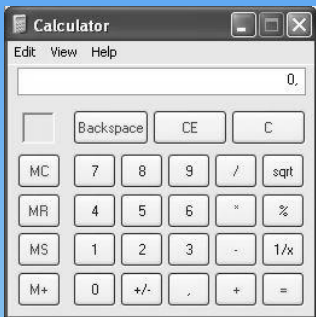 Calculator
Edit View Help
0,
Backspace CE C
MC 7 8 9 / sqrt
MR 4 5 6 * %
MS 1 2 3 - 1/x
M+ 0 +/- , + =